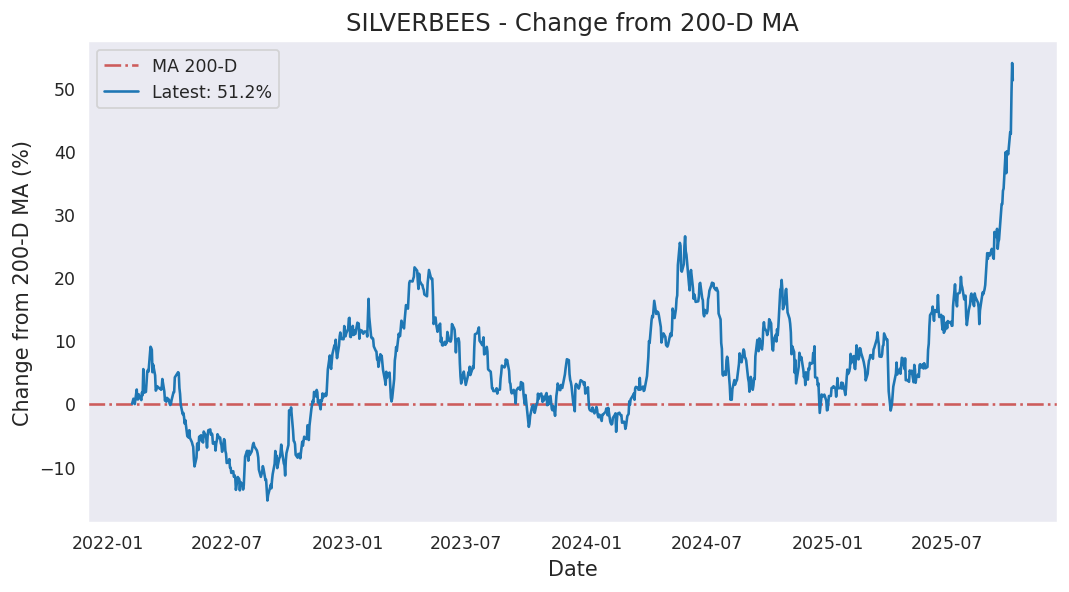 SILVERBEES - Change from 200-D MA
MA 200-D
Latest: 51.2%
Change from 200-D MA (%)
50
40
30
20
10
0
−10
2022-01 2022-07 2023-01 2023-07 2024-01 2024-07 2025-01 2025-07
Date